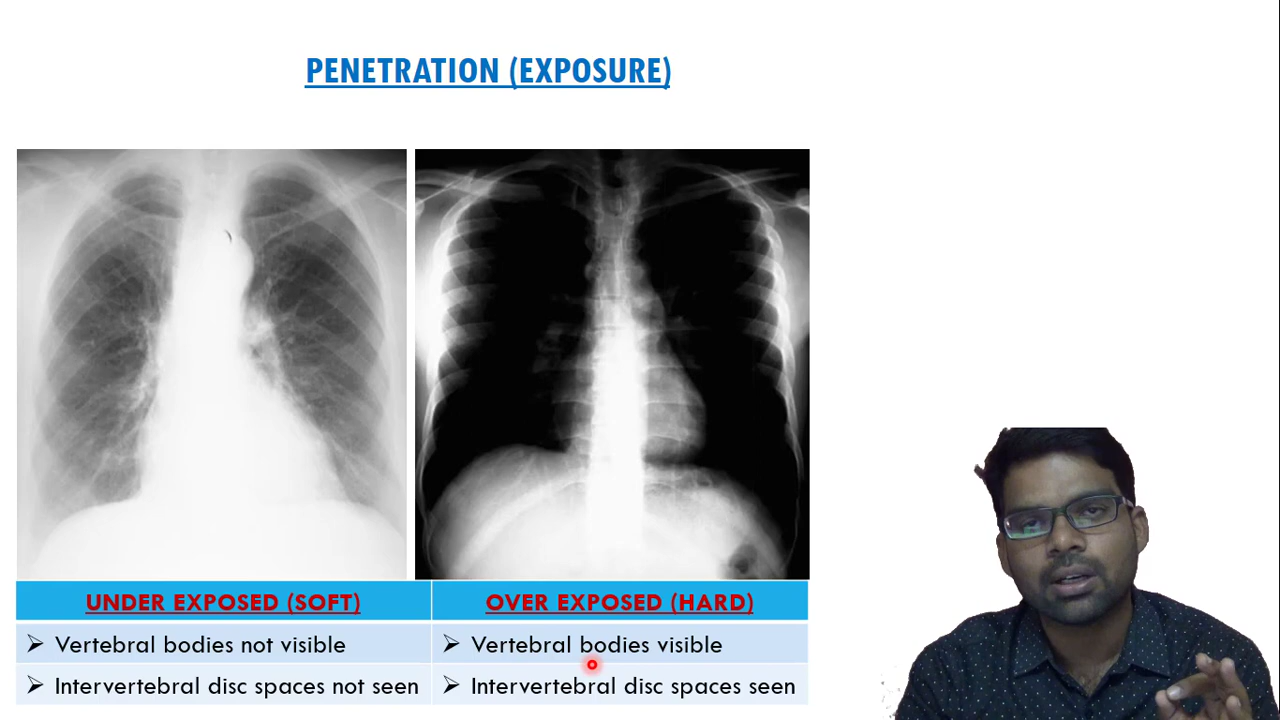 PENETRATION (EXPOSURE)
UNDER EXPOSED (SOFT)
OVER EXPOSED (HARD)
➢ Vertebral bodies not visible
➢ Vertebral bodies visible
➢ Intervertebral disc spaces not seen
➢ Intervertebral disc spaces seen